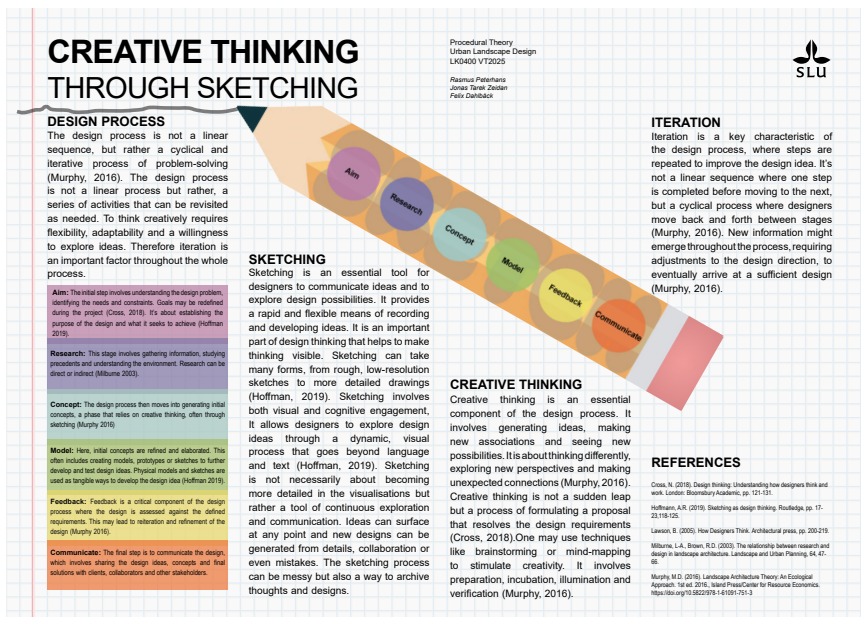 CREATIVE THINKING
THROUGH SKETCHING
Procedural Theory
Urban Landscape Design
LK0400 VT2025
Rasmus Peterhans
Jonas Tarek Zeidan
Felix Dahlbäck
SLU
DESIGN PROCESS
The design process is not a linear
sequence, but rather a cyclical and
iterative process of problem-solving
(Murphy, 2016). The design process
is not a linear process but rather, a
series of activities that can be revisited
as needed. To think creatively requires
flexibility, adaptability and a willingness
to explore ideas. Therefore iteration is
an important factor throughout the whole
process.
Aim: The initial step involves understanding the design problem,
identifying the needs and constraints. Goals may be redefined
during the project (Cross, 2018). It's about establishing the
purpose of the design and what it seeks to achieve (Hoffman
2019).
Research: This stage involves gathering information, studying
precedents and understanding the environment. Research can be
direct or indirect (Milburne 2003).
Concept: The design process then moves into generating initial
concepts, a phase that relies on creative thinking, often through
sketching (Murphy 2016)
Model: Here, initial concepts are refined and elaborated. This
often includes creating models, prototypes or sketches to further
develop and test design ideas. Physical models and sketches are
used as tangible ways to develop the design idea (Hoffman 2019).
Feedback: Feedback is a critical component of the design
process where the design is assessed against the defined
requirements. This may lead to reiteration and refinement of the
design (Murphy 2016).
Communicate: The final step is to communicate the design,
which involves sharing the design ideas, concepts and final
solutions with clients, collaborators and other stakeholders.
SKETCHING
Sketching is an essential tool for
designers to communicate ideas and to
explore design possibilities. It provides
a rapid and flexible means of recording
and developing ideas. It is an important
part of design thinking that helps to make
thinking visible. Sketching can take
many forms, from rough, low-resolution
sketches to more detailed drawings
(Hoffman, 2019). Sketching involves
both visual and cognitive engagement,
It allows designers to explore design
ideas through a dynamic, visual
process that goes beyond language
and text (Hoffman, 2019). Sketching
is not necessarily about becoming
more detailed in the visualisations but
rather a tool of continuous exploration
and communication. Ideas can surface
at any point and new designs can be
generated from details, collaboration or
even mistakes. The sketching process
can be messy but also a way to archive
thoughts and designs.
Aim
Research
Concept
Model
Feedback
Communicate
CREATIVE THINKING
Creative thinking is an essential
component of the design process. It
involves generating ideas, making
new associations and seeing new
possibilities. It is about thinking differently,
exploring new perspectives and making
unexpected connections (Murphy, 2016).
Creative thinking is not a sudden leap
but a process of formulating a proposal
that resolves the design requirements
(Cross, 2018).One may use techniques
like brainstorming or mind-mapping
to stimulate creativity. It involves
preparation, incubation, illumination and
verification (Murphy, 2016).
ITERATION
Iteration is a key characteristic of
the design process, where steps are
repeated to improve the design idea. It's
not a linear sequence where one step
is completed before moving to the next,
but a cyclical process where designers
move back and forth between stages
(Murphy, 2016). New information might
emerge throughout the process, requiring
adjustments to the design direction, to
eventually arrive at a sufficient design
(Murphy, 2016).
REFERENCES
Cross, N. (2018). Design thinking: Understanding how designers think and
work. London: Bloomsbury Academic, pp. 121-131.
Hoffmann, A.R. (2019). Sketching as design thinking. Routledge, pp. 17-
23,118-125.
Lawson, B. (2005). How Designers Think. Architectural press, pp. 200-219.
Milburne, L-A., Brown, R.D. (2003). The relationship between research and
design in landscape architecture. Landscape and Urban Planning, 64, 47-
66.
Murphy, M.D. (2016). Landscape Architecture Theory: An Ecological
Approach. 1st ed. 2016., Island Press/Center for Resource Economics.
https://doi.org/10.5822/978-1-61091-751-3